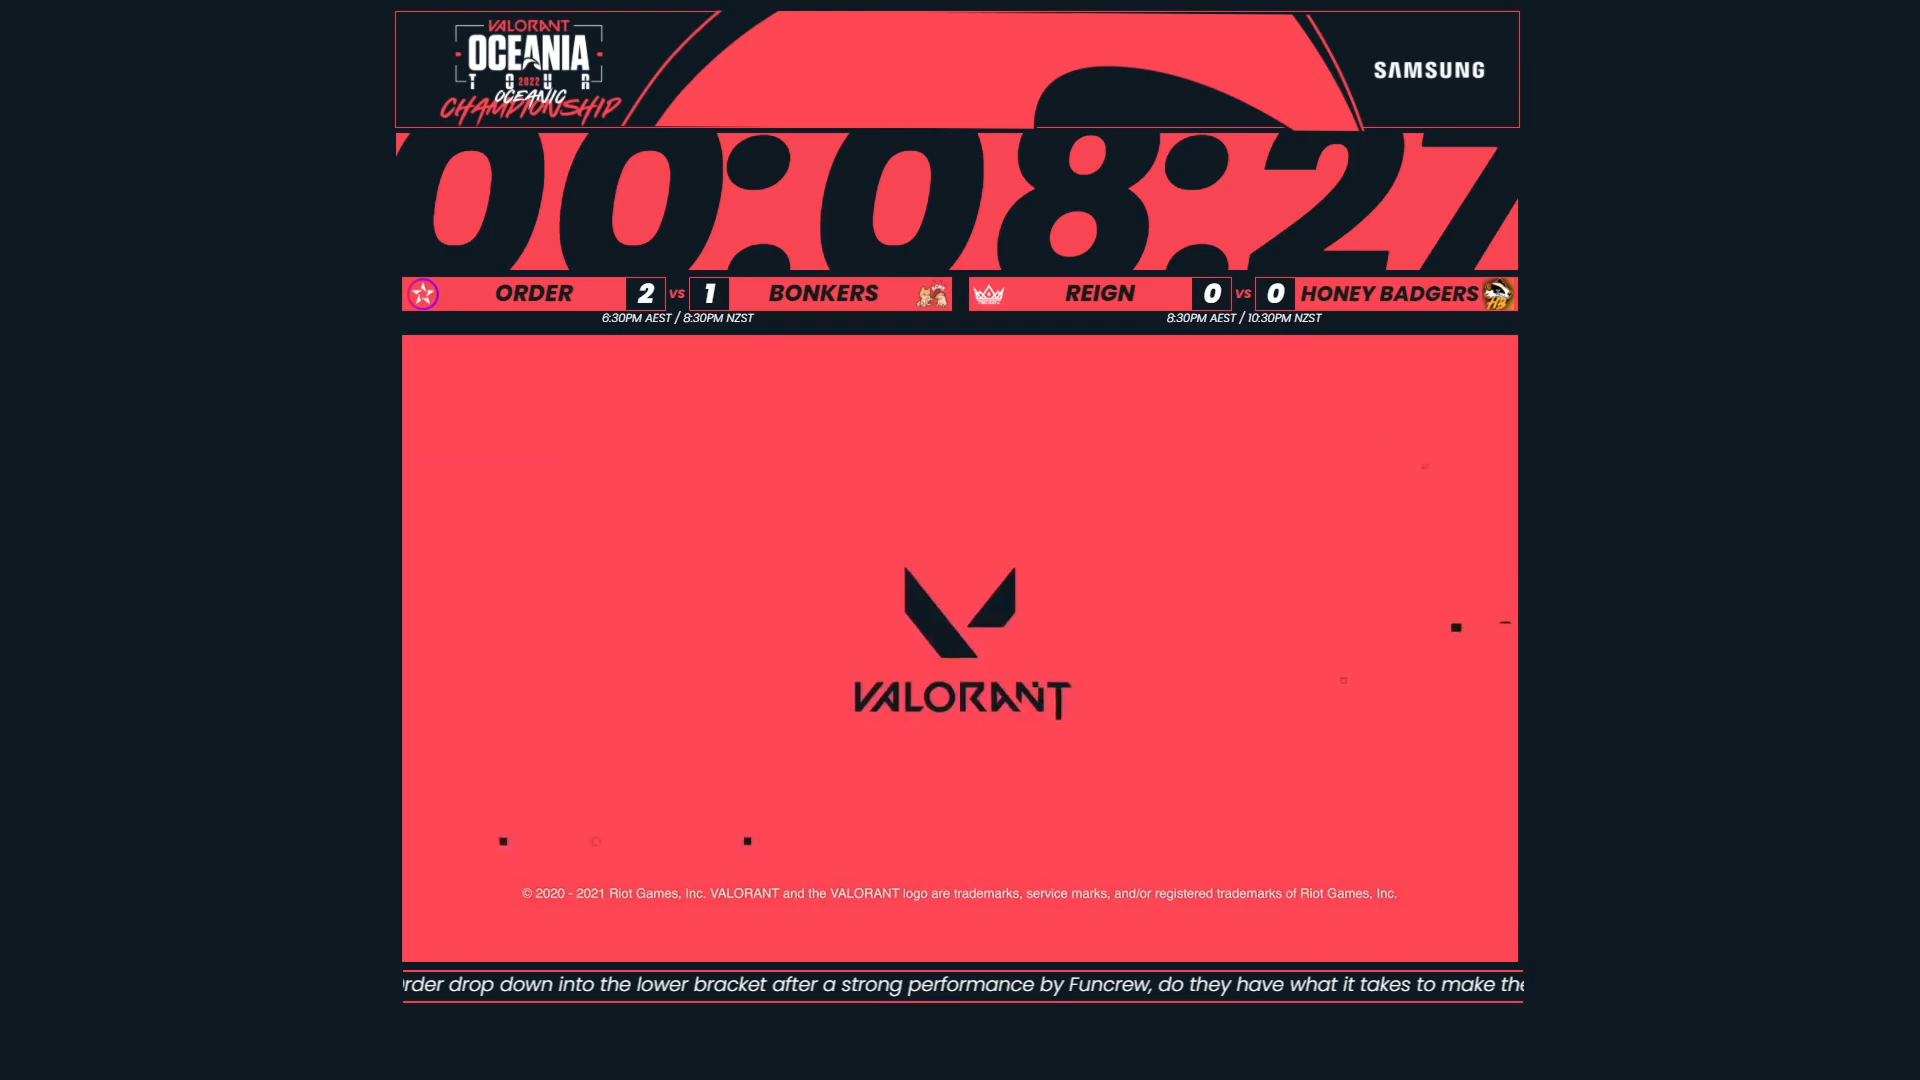 VALORANT
OCEANIA
T 2022 O U R
OCEANIC
CHAMPIONSHIP
SAMSUNG
00:08:27
ORDER 2 VS 1 BONKERS
6:30PM AEST / 8:30PM NZST
REIGN 0 VS 0 HONEY BADGERS
8:30PM AEST / 10:30PM NZST
VALORANT
© 2020 - 2021 Riot Games, Inc. VALORANT and the VALORANT logo are trademarks, service marks, and/or registered trademarks of Riot Games, Inc.
rder drop down into the lower bracket after a strong performance by Funcrew, do they have what it takes to make the